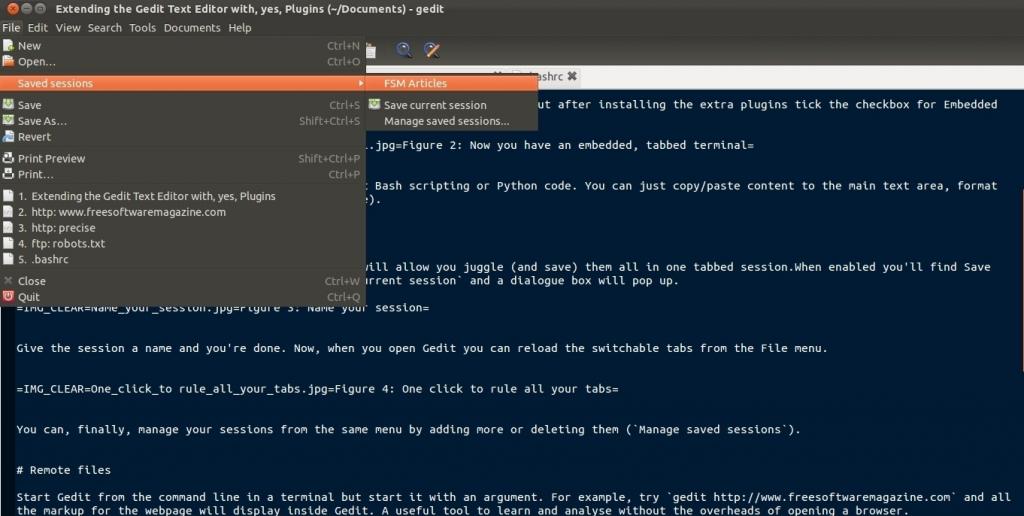 Extending the Gedit Text Editor with, yes, Plugins (~/Documents) - gedit
File Edit View Search Tools Documents Help
New Ctrl+N
Open... Ctrl+O
Saved sessions
FSM Articles
Save current session
Manage saved sessions...
Save Ctrl+S
Save As... Shift+Ctrl+S
Revert
Print Preview Shift+Ctrl+P
Print... Ctrl+P
1. Extending the Gedit Text Editor with, yes, Plugins
2. http: www.freesoftwaremagazine.com
3. http: precise
4. ftp: robots.txt
5. .bashrc
Close Ctrl+W
Quit Ctrl+Q
ashrc
ut after installing the extra plugins tick the checkbox for Embedded
.jpg=Figure 2: Now you have an embedded, tabbed terminal=
Bash scripting or Python code. You can just copy/paste content to the main text area, format
e).
will allow you juggle (and save) them all in one tabbed session.When enabled you'll find Save
urrent session` and a dialogue box will pop up.
=IMG_CLEAR=Name_your_session.jpg=Figure 3: Name your session=
Give the session a name and you're done. Now, when you open Gedit you can reload the switchable tabs from the File menu.
=IMG_CLEAR=One_click_to rule_all_your_tabs.jpg=Figure 4: One click to rule all your tabs=
You can, finally, manage your sessions from the same menu by adding more or deleting them (`Manage saved sessions`).
# Remote files
Start Gedit from the command line in a terminal but start it with an argument. For example, try `gedit http://www.freesoftwaremagazine.com` and all
the markup for the webpage will display inside Gedit. A useful tool to learn and analyse without the overheads of opening a browser.